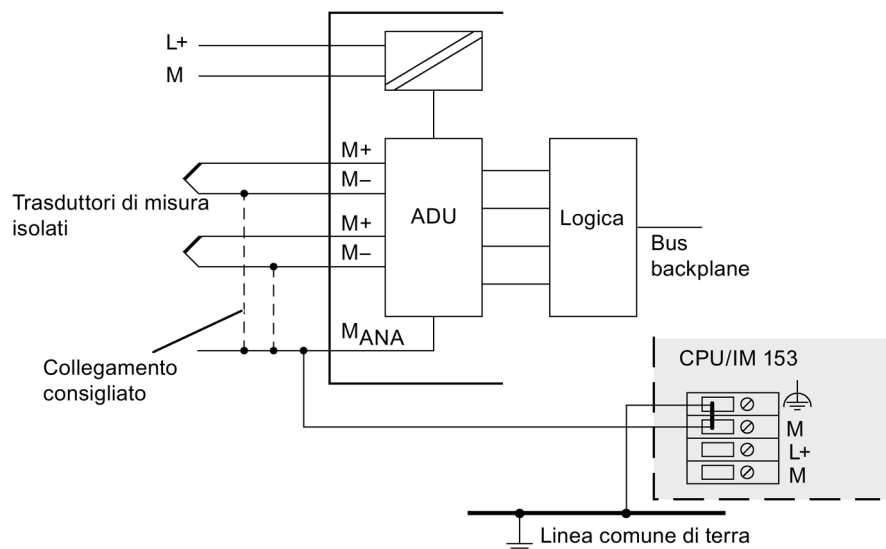 L+
M
M+
M–
Trasduttori di misura
isolati
M+
M–
ADU
Logica
Bus
backplane
MANA
Collegamento
consigliato
CPU/IM 153
M
L+
M
Linea comune di terra